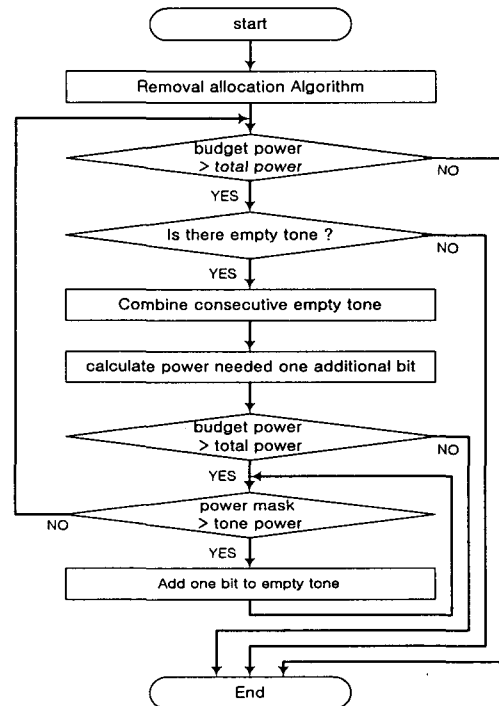 start
Removal allocation Algorithm
budget power
> total power
NO
YES
Is there empty tone ?
NO
YES
Combine consecutive empty tone
calculate power needed one additional bit
budget power
> total power
NO
YES
power mask
> tone power
NO
YES
Add one bit to empty tone
End